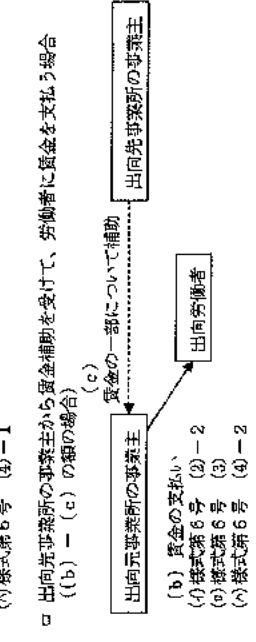 (ハ)様式第6号 (4)-1
ロ 出向先事業所の事業主から賃金補助を受けて、労働者に賃金を支払う場合
((b) - (c) の額の場合)
(c)
賃金の一部について補助
出向元事業所の事業主
出向先事業所の事業主
出向労働者
(b) 賃金の支払い
(イ)様式第6号 (2)-2
(ロ)様式第6号 (3)
(ハ)様式第6号 (4)-2